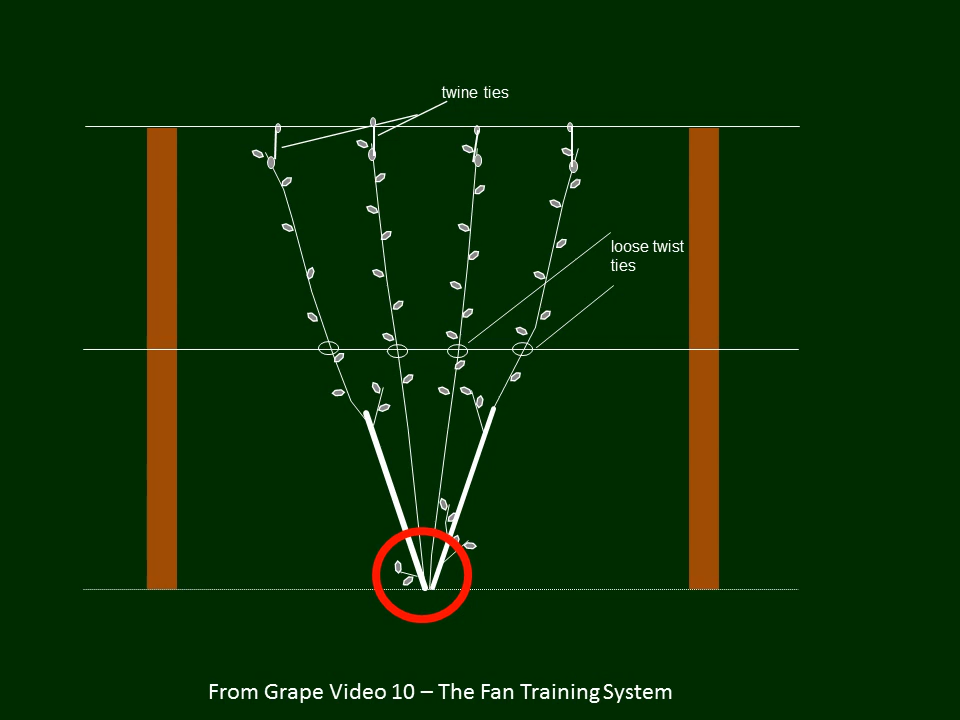 twine ties
loose twist
ties
From Grape Video 10 – The Fan Training System